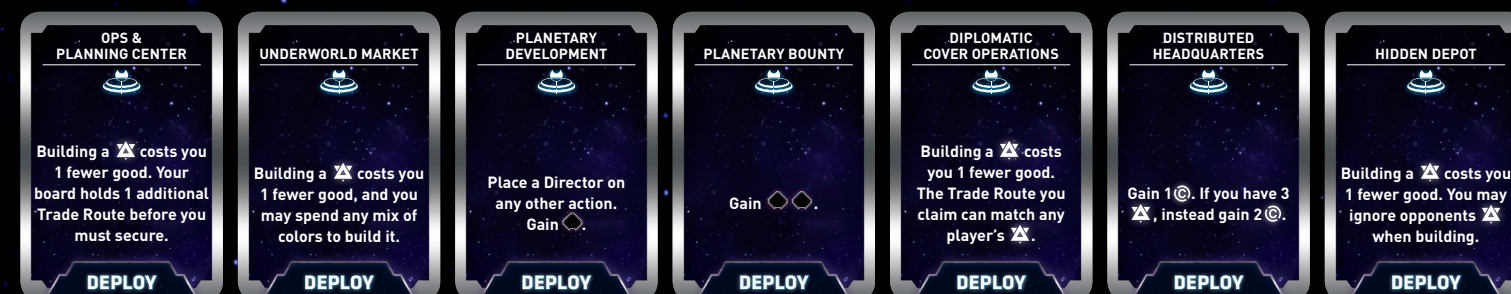 OPS &
PLANNING CENTER
Building a costs you
1 fewer good. Your
board holds 1 additional
Trade Route before you
must secure.
DEPLOY
UNDERWORLD MARKET
Building a costs you
1 fewer good, and you
may spend any mix of
colors to build it.
DEPLOY
PLANETARY
DEVELOPMENT
Place a Director on
any other action.
Gain .
DEPLOY
PLANETARY BOUNTY
Gain .
DEPLOY
DIPLOMATIC
COVER OPERATIONS
Building a costs
you 1 fewer good.
The Trade Route you
claim can match any
player's .
DEPLOY
DISTRIBUTED
HEADQUARTERS
Gain 1 ©. If you have 3
, instead gain 2 ©.
DEPLOY
HIDDEN DEPOT
Building a costs you
1 fewer good. You may
ignore opponents
when building.
DEPLOY